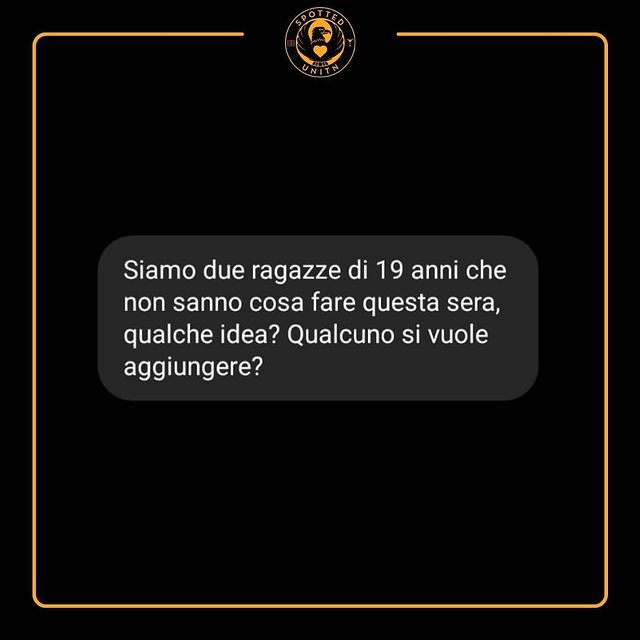 SPOTTED
UNITN
Siamo due ragazze di 19 anni che
non sanno cosa fare questa sera,
qualche idea? Qualcuno si vuole
aggiungere?